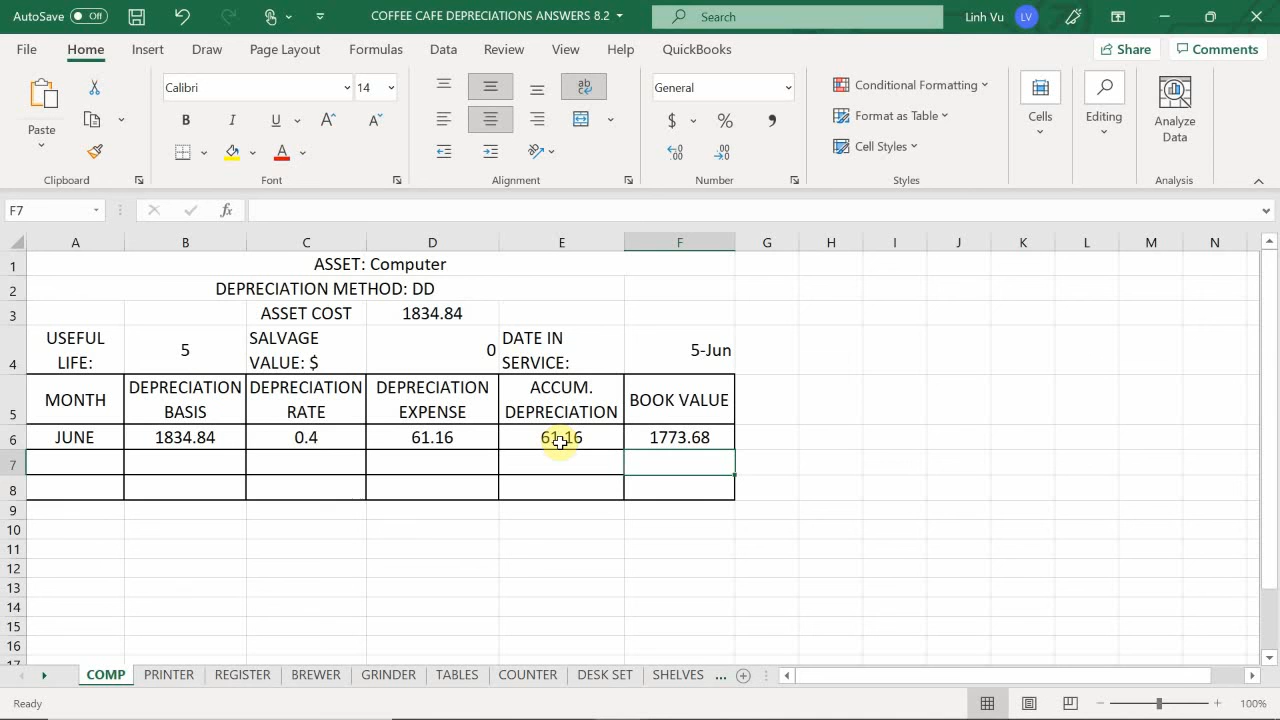 AutoSave Off COFFEE CAFE DEPRECIATIONS ANSWERS 8.2 Search Linh Vu LV
File Home Insert Draw Page Layout Formulas Data Review View Help QuickBooks Share Comments
Calibri 14 General Conditional Formatting
Paste B I U A A $ % , Format as Table Cells Editing Analyze Data
Cell Styles
Clipboard Font Alignment Number Styles Analysis
F7 fx
A B C D E F G H I J K L M N
1 ASSET: Computer
2 DEPRECIATION METHOD: DD
3 ASSET COST 1834.84
4 USEFUL LIFE: 5 SALVAGE VALUE: $ 0 DATE IN SERVICE: 5-Jun
5 MONTH DEPRECIATION BASIS DEPRECIATION RATE DEPRECIATION EXPENSE ACCUM. DEPRECIATION BOOK VALUE
6 JUNE 1834.84 0.4 61.16 61.16 1773.68
7
8
9
10
11
12
13
14
15
16
17
COMP PRINTER REGISTER BREWER GRINDER TABLES COUNTER DESK SET SHELVES ...
Ready 100%